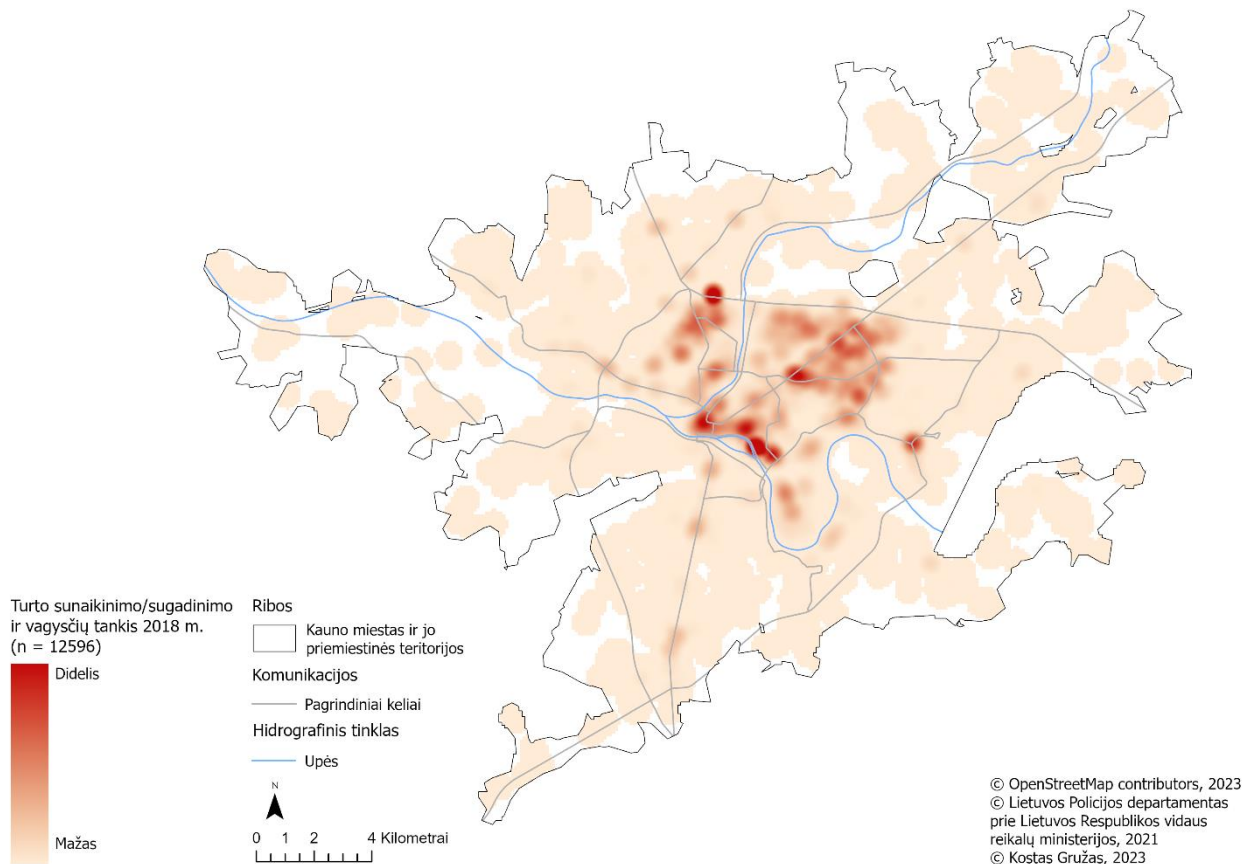 Turto sunaikinimo/sugadinimo
ir vagysčių tankis 2018 m.
(n = 12596)
Didelis
Mažas
Ribos
Kauno miestas ir jo
priemiestinės teritorijos
Komunikacijos
Pagrindiniai keliai
Hidrografinis tinklas
Upės
N
0 1 2 4 Kilometrai
© OpenStreetMap contributors, 2023
© Lietuvos Policijos departamentas
prie Lietuvos Respublikos vidaus
reikalų ministerijos, 2021
© Kostas Gružas, 2023